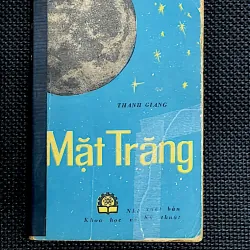 THANH GIANG
Mặt Trăng
Nhà xuất bản
Khoa học và Kỹ thuật